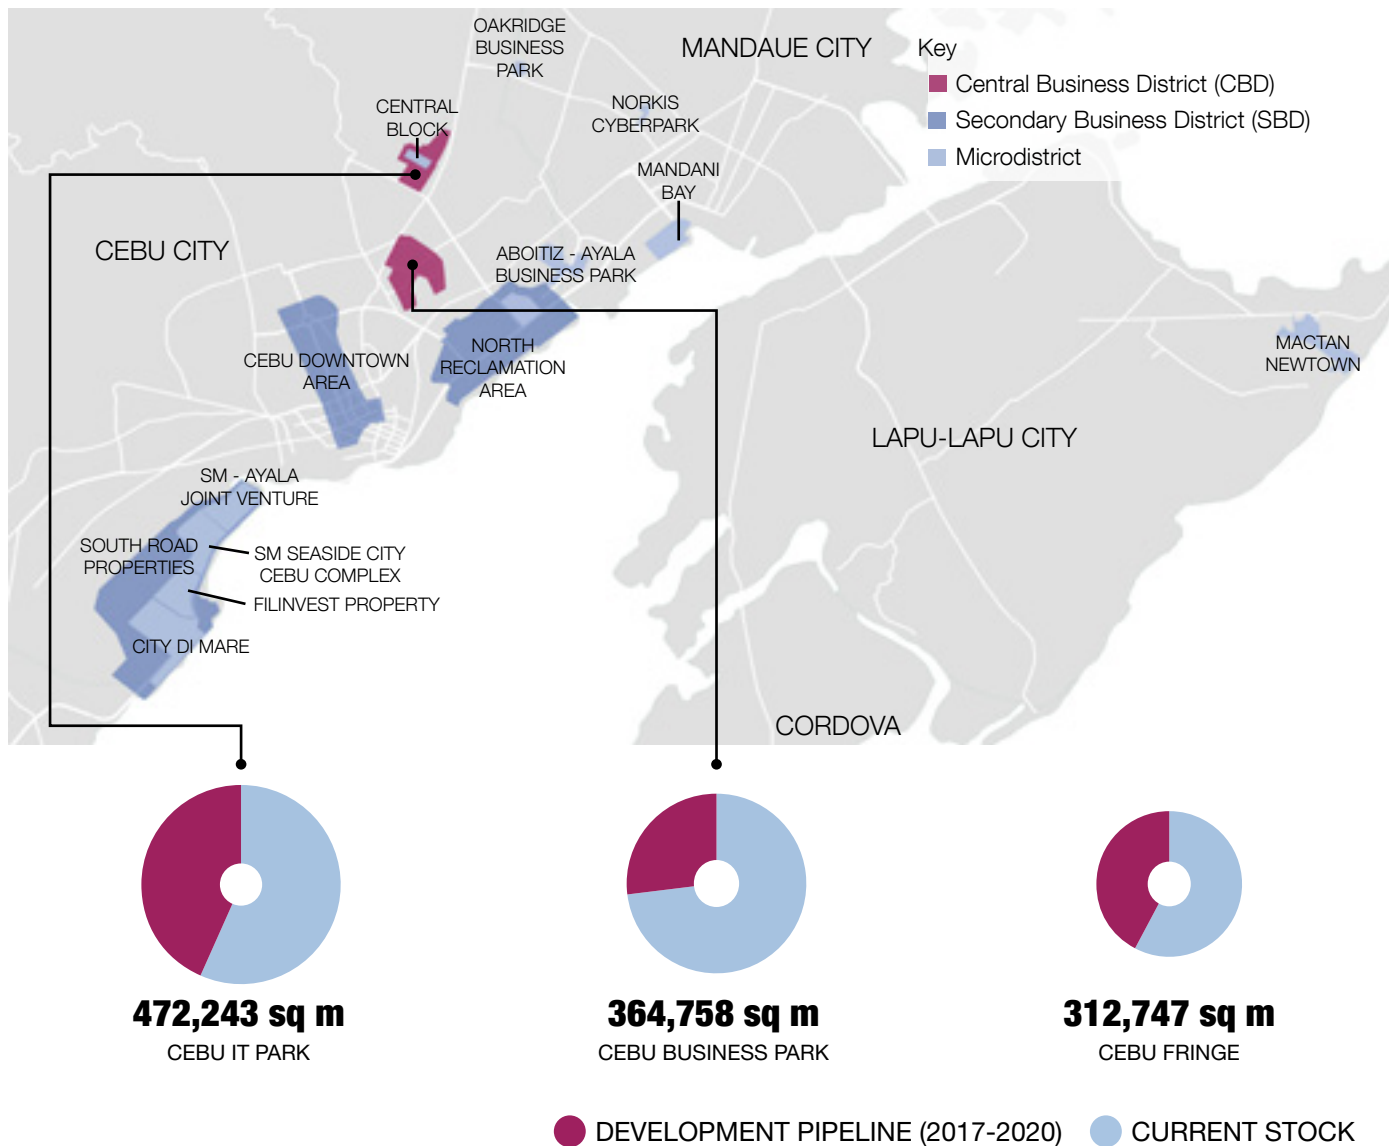 OAKRIDGE
BUSINESS
PARK
MANDAUE CITY
Key
Central Business District (CBD)
Secondary Business District (SBD)
Microdistrict
CENTRAL
BLOCK
NORKIS
CYBERPARK
MANDANI
BAY
CEBU CITY
ABOITIZ - AYALA
BUSINESS PARK
CEBU DOWNTOWN
AREA
NORTH
RECLAMATION
AREA
MACTAN
NEWTOWN
LAPU-LAPU CITY
SM - AYALA
JOINT VENTURE
SOUTH ROAD
PROPERTIES
SM SEASIDE CITY
CEBU COMPLEX
FILINVEST PROPERTY
CITY DI MARE
CORDOVA
472,243 sq m
CEBU IT PARK
364,758 sq m
CEBU BUSINESS PARK
312,747 sq m
CEBU FRINGE
DEVELOPMENT PIPELINE (2017-2020)
CURRENT STOCK